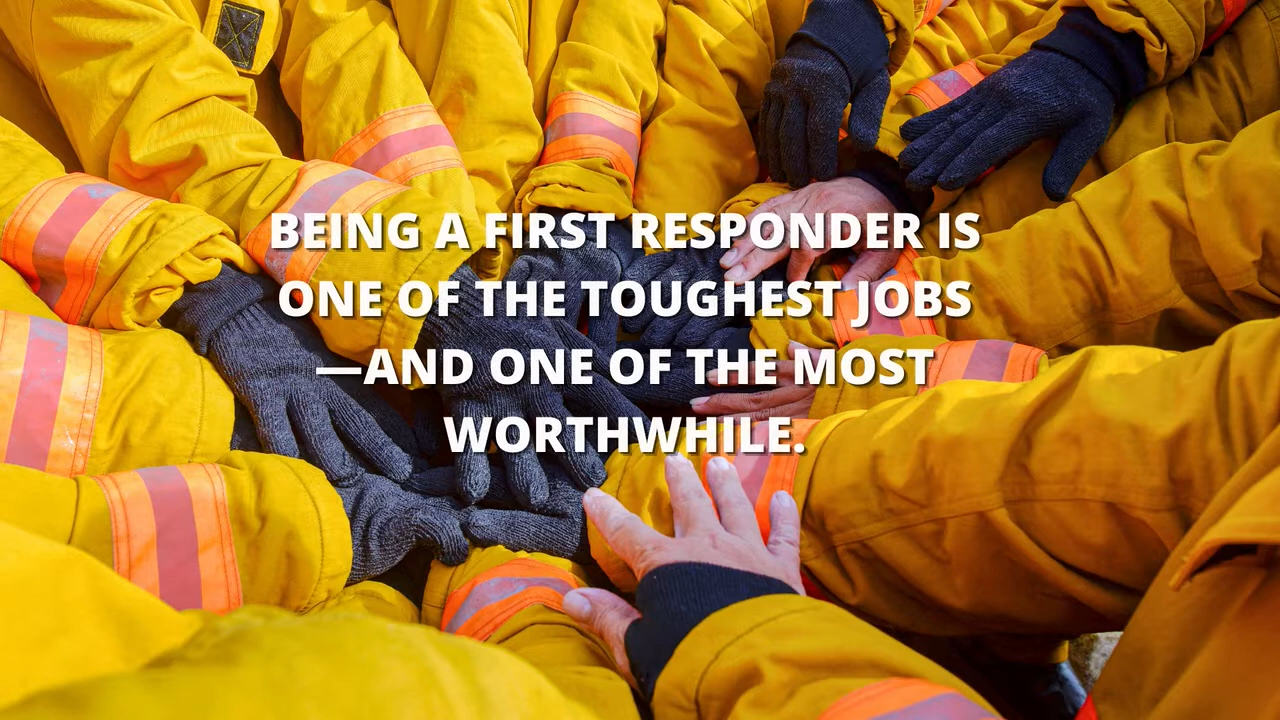 BEING A FIRST RESPONDER IS
ONE OF THE TOUGHEST JOBS
—AND ONE OF THE MOST
WORTHWHILE.